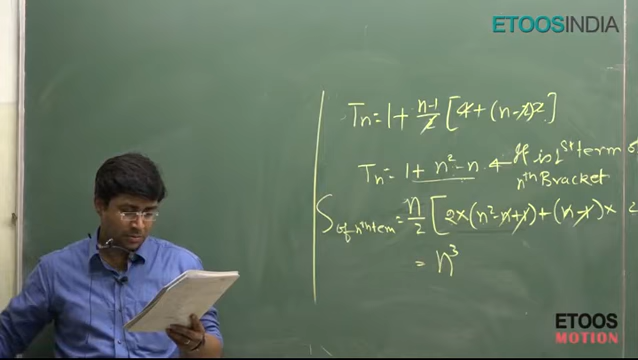 ETOOSINDIA
Tn = 1 + n-1/2 [4 + (n-2)2]
Tn = 1 + n² - n ← It is 1st term o
nth Bracket
S of nth term = n/2 [2×(n²-n+1)+(n-1)× 2
= n³
ETOOS
MOTION